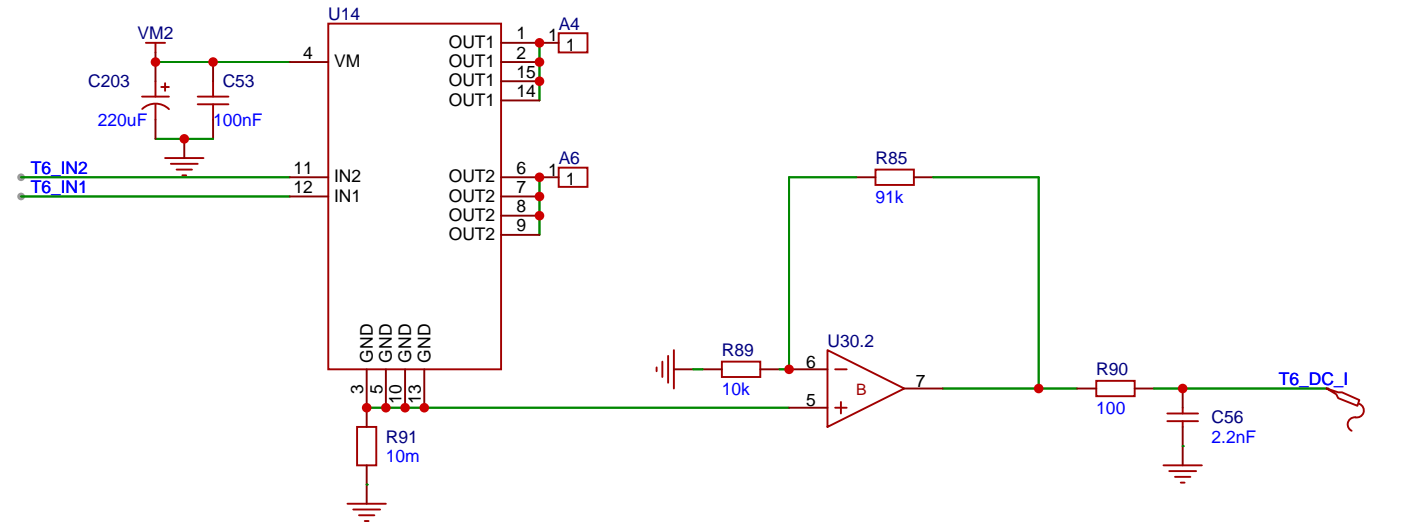 U14
VM2
C203
+
220uF
C53
100nF
4
VM
T6_IN2
11
IN2
T6_IN1
12
IN1
OUT1
1
OUT1
2
OUT1
15
OUT1
14
1
A4
1
OUT2
6
OUT2
7
OUT2
8
OUT2
9
1
A6
1
GND
GND
GND
GND
3
5
10
13
R91
10m
R85
91k
R89
10k
U30.2
6
5
B
7
R90
100
C56
2.2nF
T6_DC_I